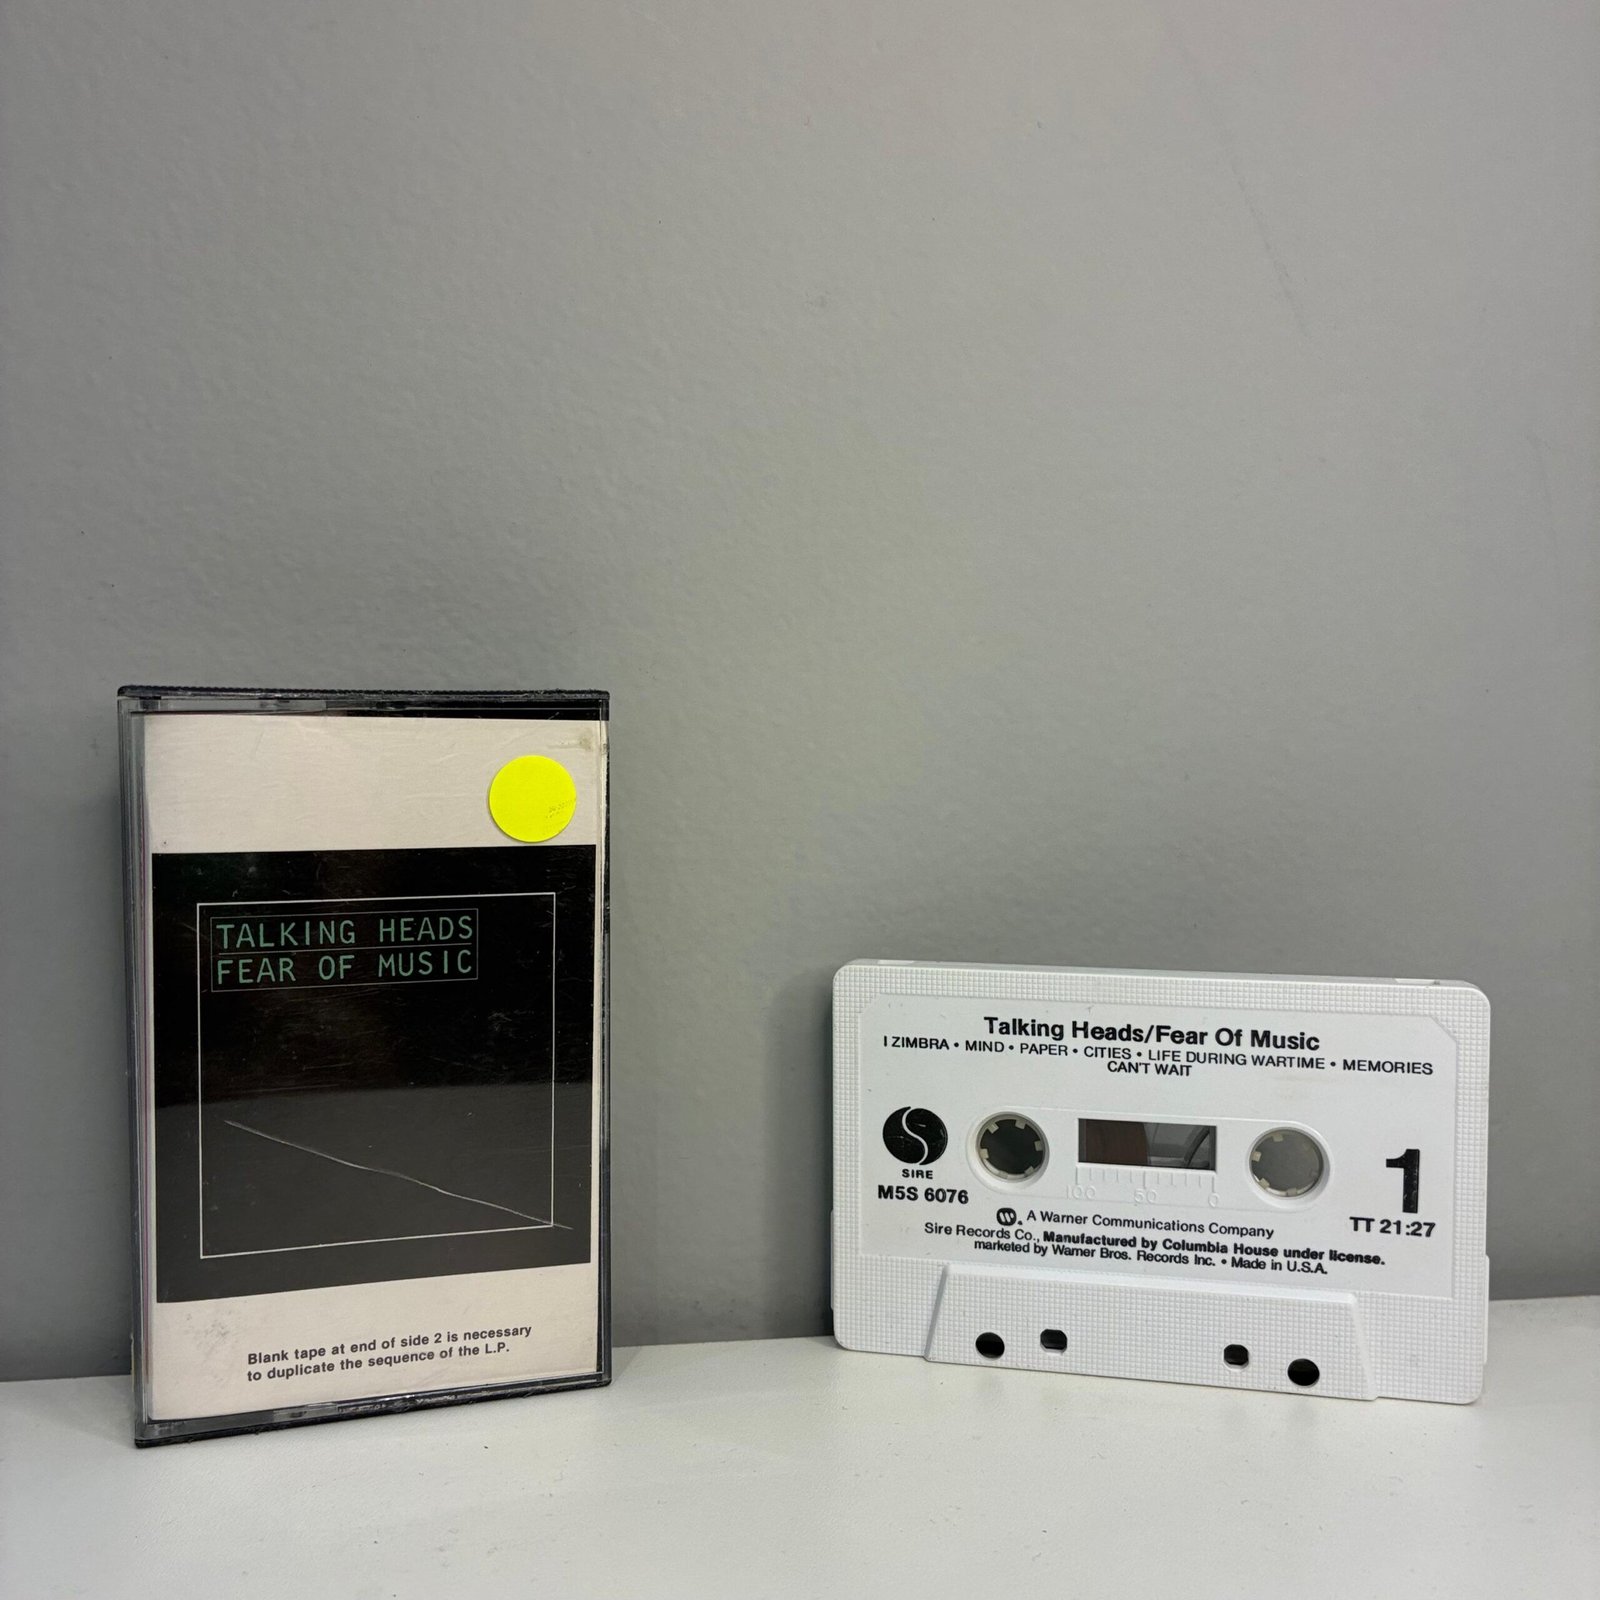 TALKING HEADS
FEAR OF MUSIC
Blank tape at end of side 2 is necessary
to duplicate the sequence of the L.P.
Talking Heads/Fear Of Music
I ZIMBRA • MIND • PAPER • CITIES • LIFE DURING WARTIME • MEMORIES
CAN'T WAIT
SIRE
M5S 6076
100 50 0
1
TT 21:27
A Warner Communications Company
Sire Records Co., Manufactured by Columbia House under license.
marketed by Warner Bros. Records Inc. • Made in U.S.A.